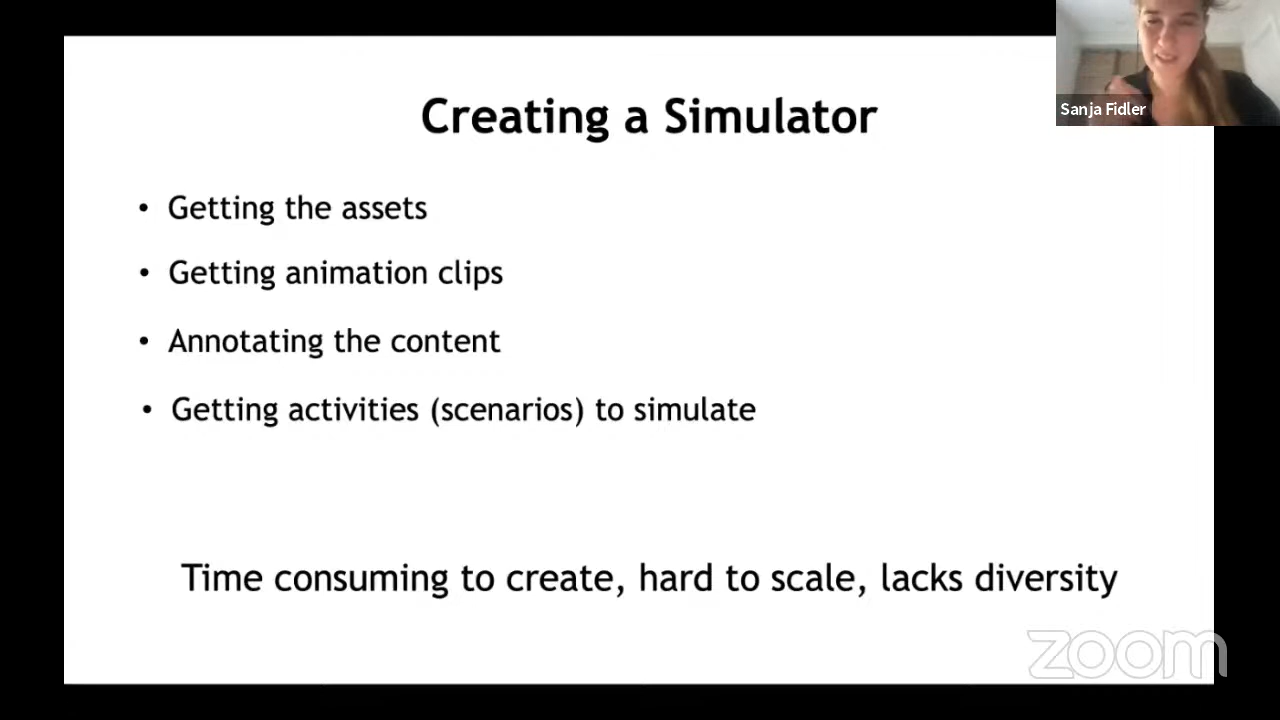 Creating a Simulator
Sanja Fidler
• Getting the assets
• Getting animation clips
• Annotating the content
• Getting activities (scenarios) to simulate
Time consuming to create, hard to scale, lacks diversity
zoom